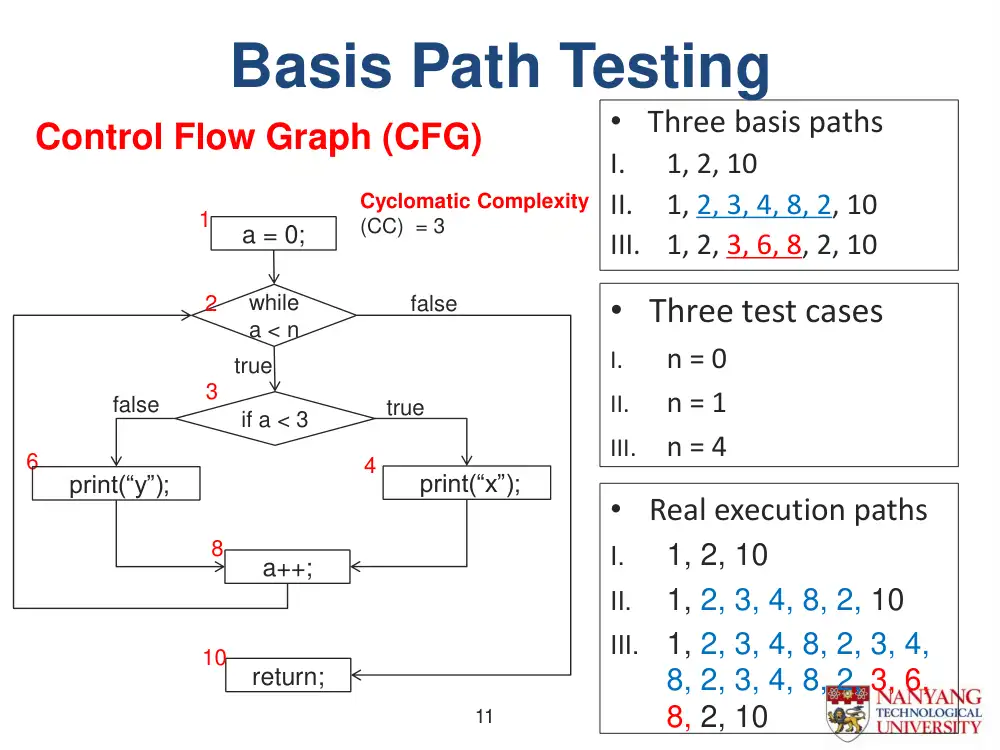 Basis Path Testing
Control Flow Graph (CFG)
Cyclomatic Complexity
(CC) = 3
1
a = 0;
2
while
a < n
false
true
3
if a < 3
false
true
6
print(“y”);
4
print(“x”);
8
a++;
10
return;
• Three basis paths
I. 1, 2, 10
II. 1, 2, 3, 4, 8, 2, 10
III. 1, 2, 3, 6, 8, 2, 10
• Three test cases
I. n = 0
II. n = 1
III. n = 4
• Real execution paths
I. 1, 2, 10
II. 1, 2, 3, 4, 8, 2, 10
III. 1, 2, 3, 4, 8, 2, 3, 4,
8, 2, 3, 4, 8, 2, 3, 6,
8, 2, 10
11
NANYANG
TECHNOLOGICAL
UNIVERSITY